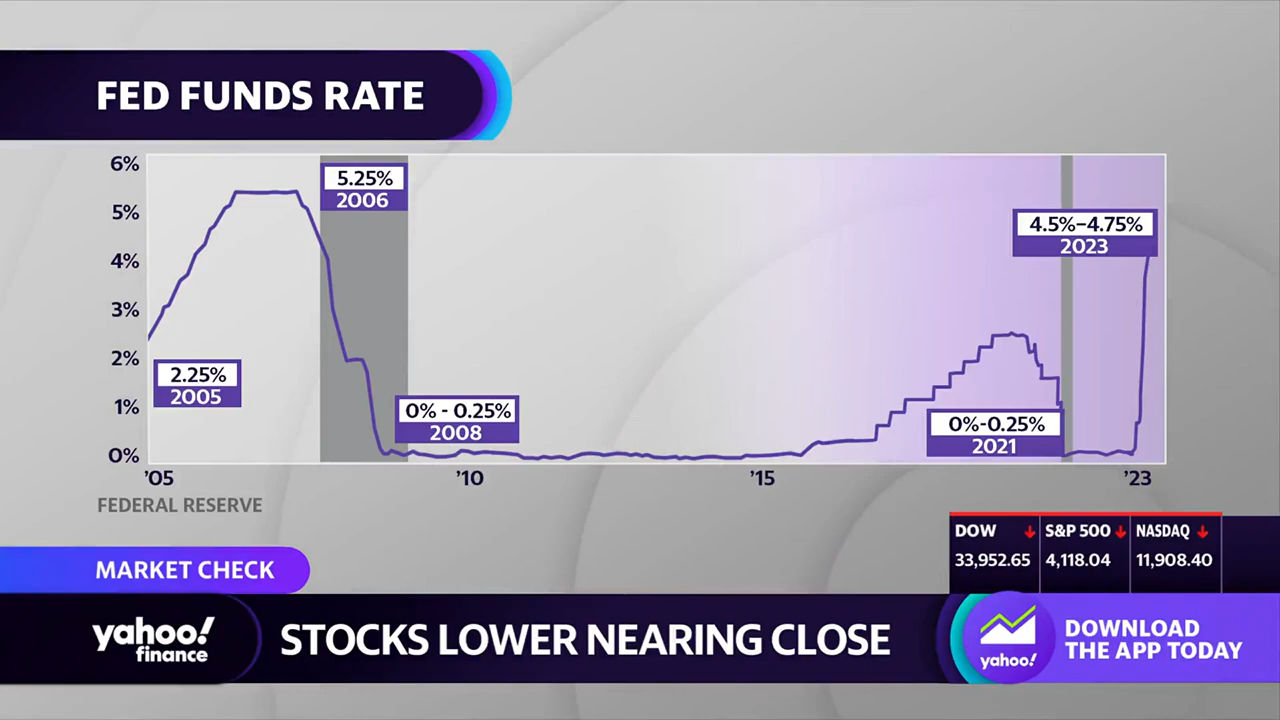 FED FUNDS RATE
6%
5%
4%
3%
2%
1%
0%
5.25%
2006
4.5%–4.75%
2023
2.25%
2005
0% - 0.25%
2008
0%-0.25%
2021
'05
'10
'15
'23
FEDERAL RESERVE
DOW S&P 500 NASDAQ
33,952.65 4,118.04 11,908.40
MARKET CHECK
yahoo!
finance
STOCKS LOWER NEARING CLOSE
yahoo!
DOWNLOAD
THE APP TODAY